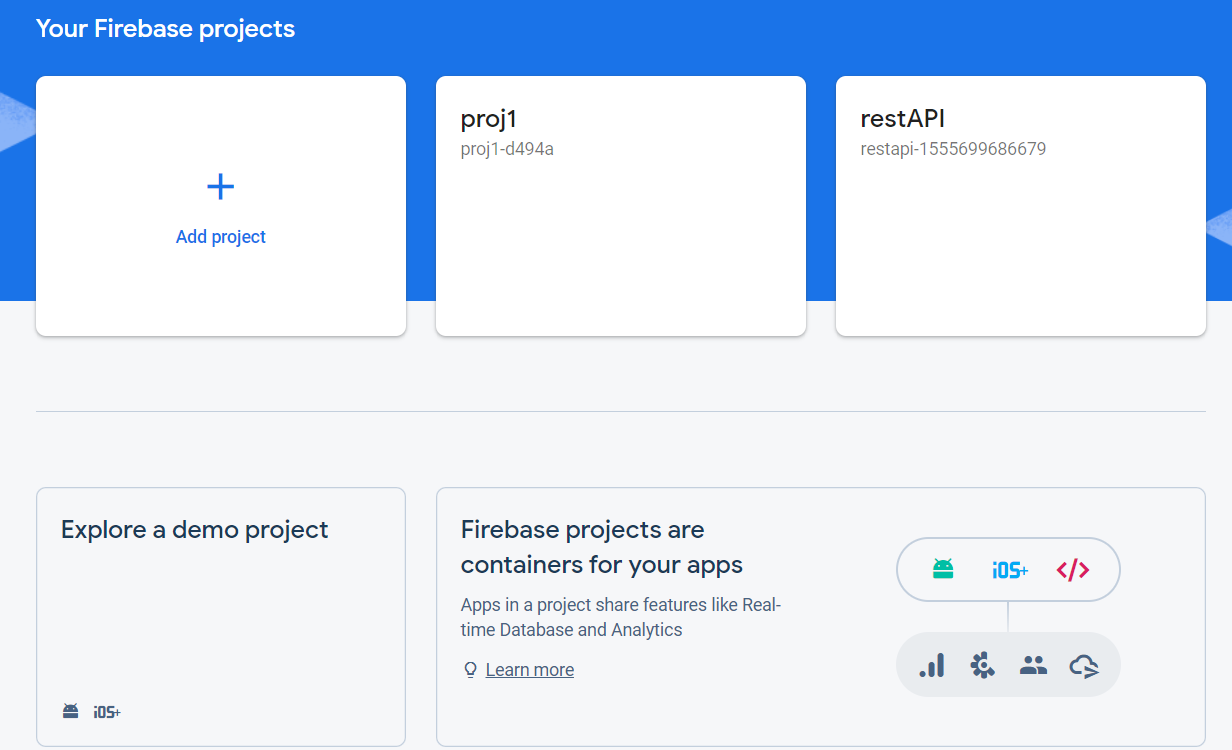 Your Firebase projects
Add project
proj1
proj1-d494a
restAPI
restapi-1555699686679
Explore a demo project
iOS+
Firebase projects are
containers for your apps
Apps in a project share features like Real-
time Database and Analytics
Learn more
iOS+
</>